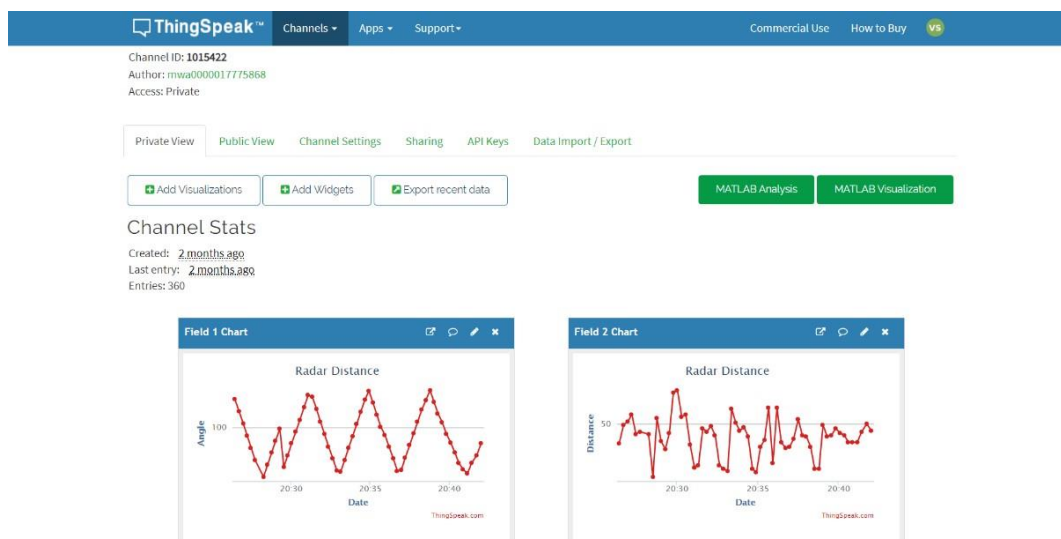 ThingSpeak™ Channels Apps Support Commercial Use How to Buy VS
Channel ID: 1015422
Author: mwa0000017775868
Access: Private
Private View Public View Channel Settings Sharing API Keys Data Import / Export
Add Visualizations Add Widgets Export recent data MATLAB Analysis MATLAB Visualization
Channel Stats
Created: 2 months ago
Last entry: 2 months ago
Entries: 360
Field 1 Chart
Radar Distance
Angle
100
20:30 20:35 20:40
Date
ThingSpeak.com
Field 2 Chart
Radar Distance
Distance
50
20:30 20:35 20:40
Date
ThingSpeak.com